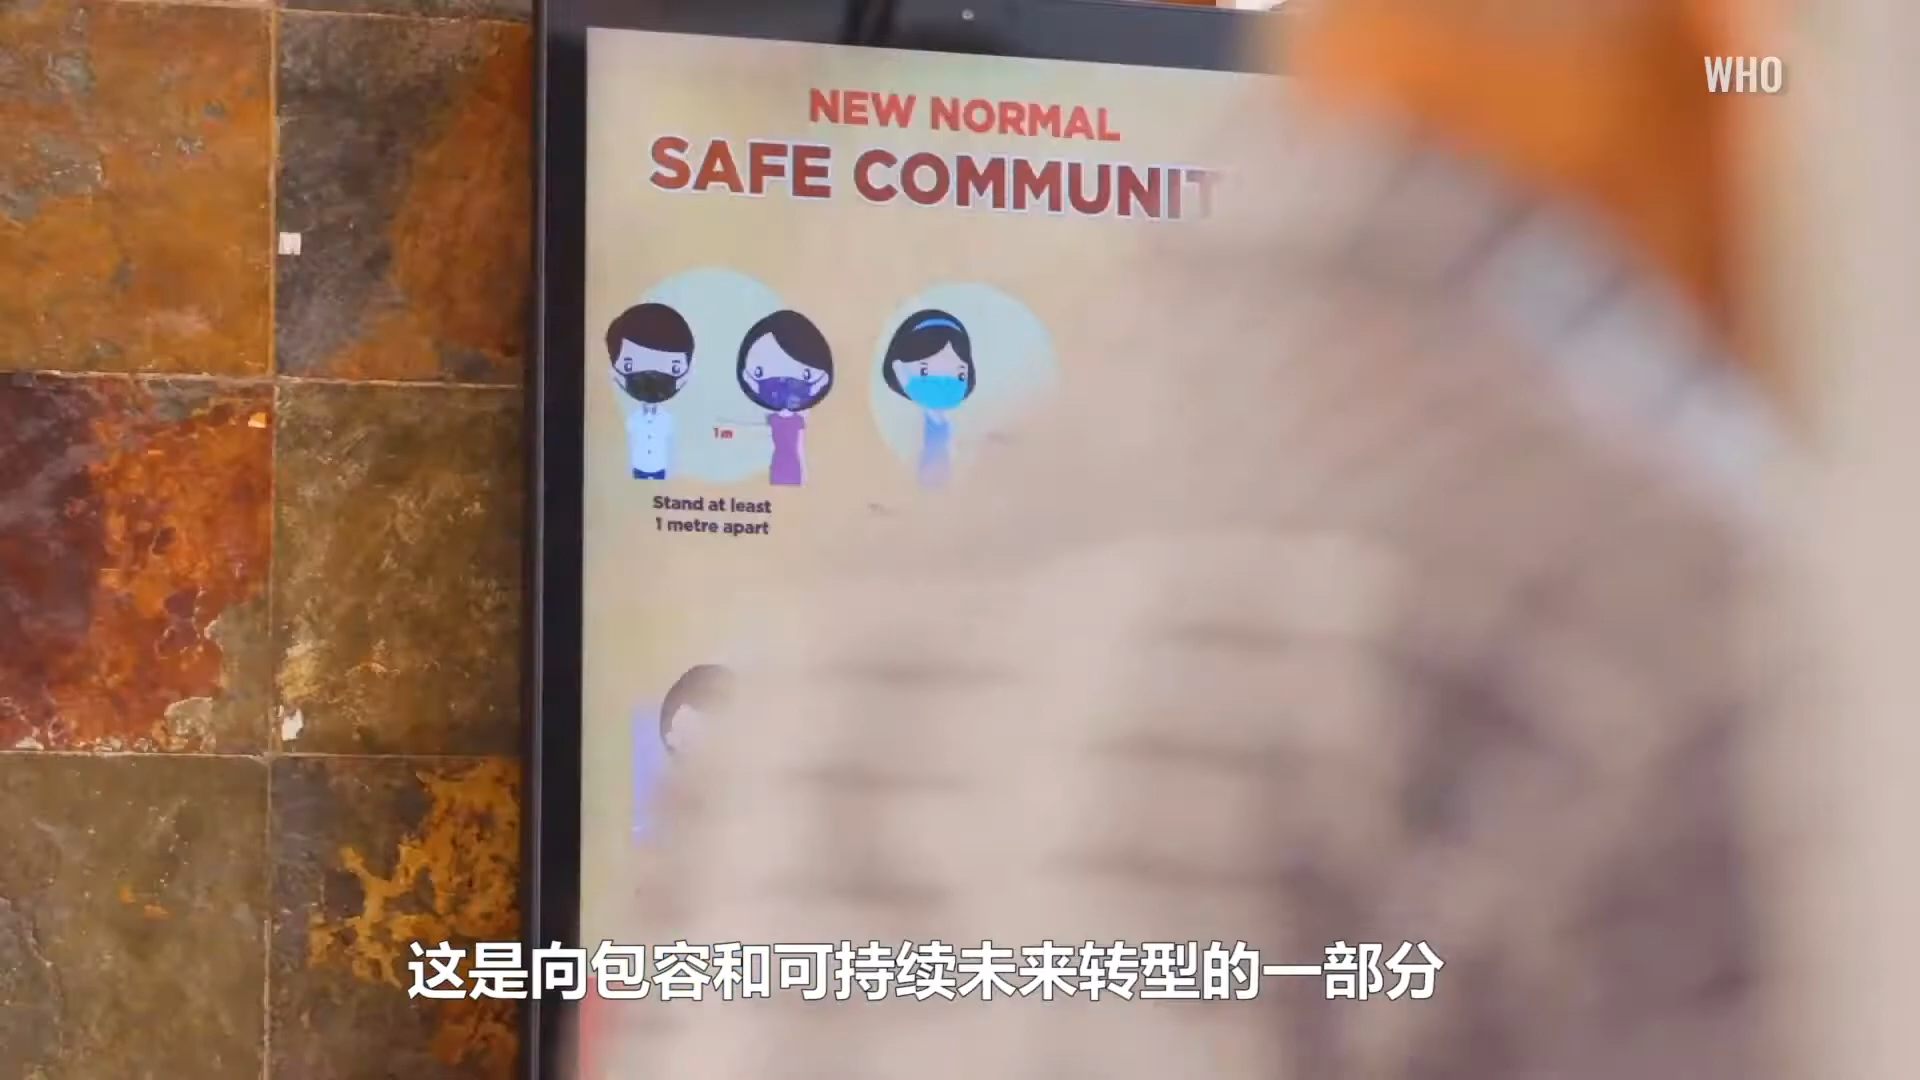 WHO
NEW NORMAL
SAFE COMMUNIT
1m
Stand at least
1 metre apart
这是向包容和可持续未来转型的一部分